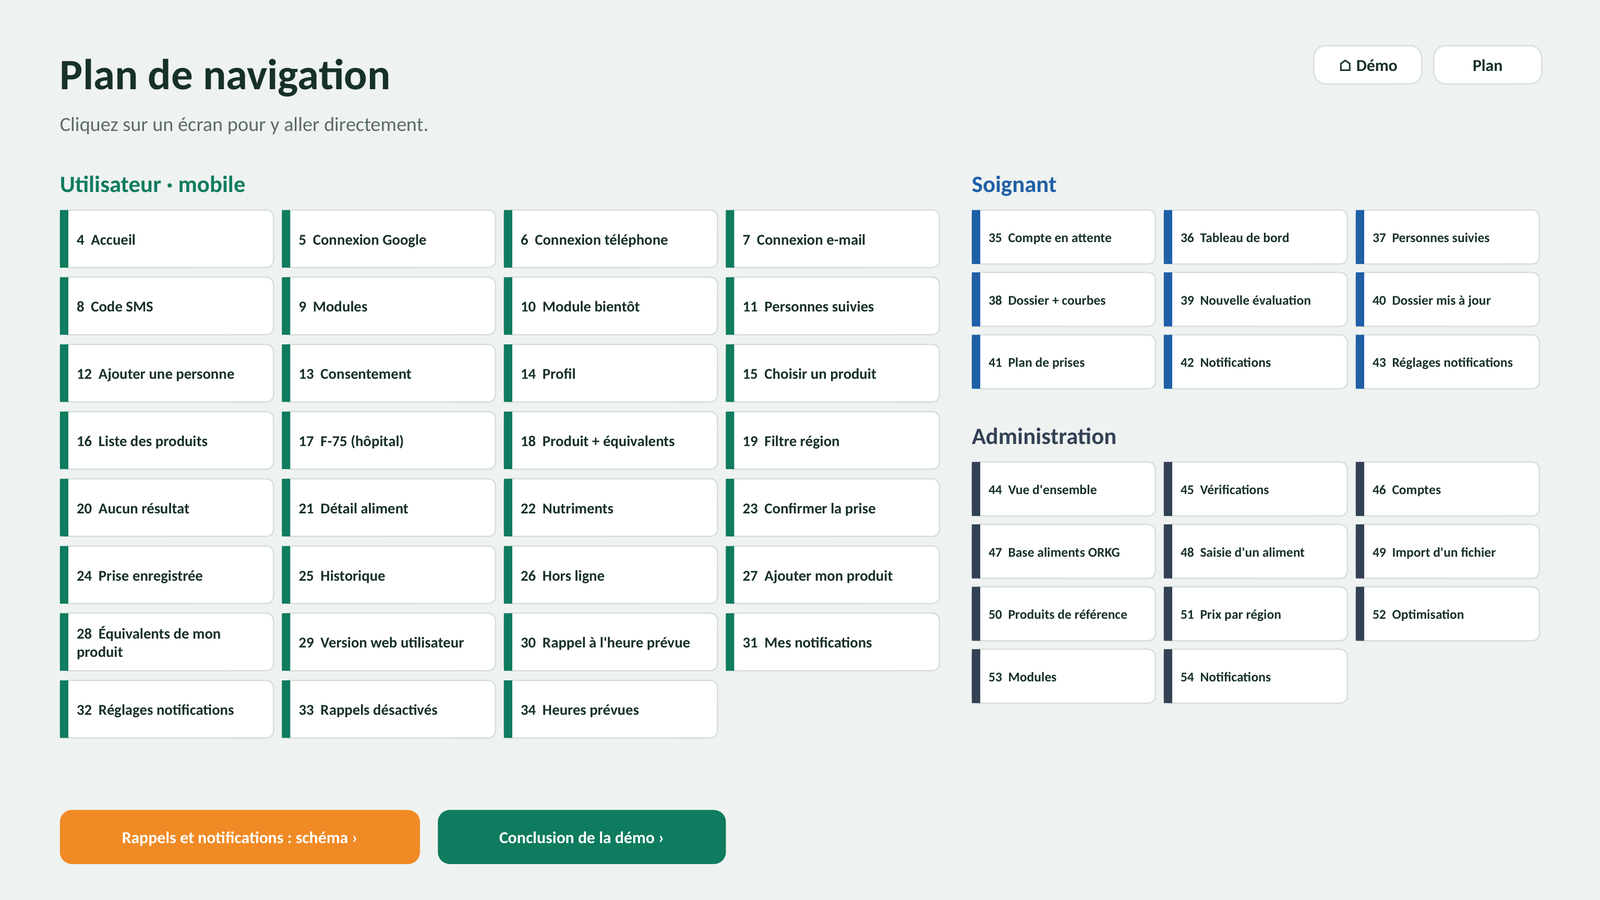 Plan de navigation
Démo
Plan
Cliquez sur un écran pour y aller directement.
Utilisateur · mobile
4 Accueil
5 Connexion Google
6 Connexion téléphone
7 Connexion e-mail
8 Code SMS
9 Modules
10 Module bientôt
11 Personnes suivies
12 Ajouter une personne
13 Consentement
14 Profil
15 Choisir un produit
16 Liste des produits
17 F-75 (hôpital)
18 Produit + équivalents
19 Filtre région
20 Aucun résultat
21 Détail aliment
22 Nutriments
23 Confirmer la prise
24 Prise enregistrée
25 Historique
26 Hors ligne
27 Ajouter mon produit
28 Équivalents de mon
produit
29 Version web utilisateur
30 Rappel à l'heure prévue
31 Mes notifications
32 Réglages notifications
33 Rappels désactivés
34 Heures prévues
Soignant
35 Compte en attente
36 Tableau de bord
37 Personnes suivies
38 Dossier + courbes
39 Nouvelle évaluation
40 Dossier mis à jour
41 Plan de prises
42 Notifications
43 Réglages notifications
Administration
44 Vue d'ensemble
45 Vérifications
46 Comptes
47 Base aliments ORKG
48 Saisie d'un aliment
49 Import d'un fichier
50 Produits de référence
51 Prix par région
52 Optimisation
53 Modules
54 Notifications
Rappels et notifications : schéma ›
Conclusion de la démo ›